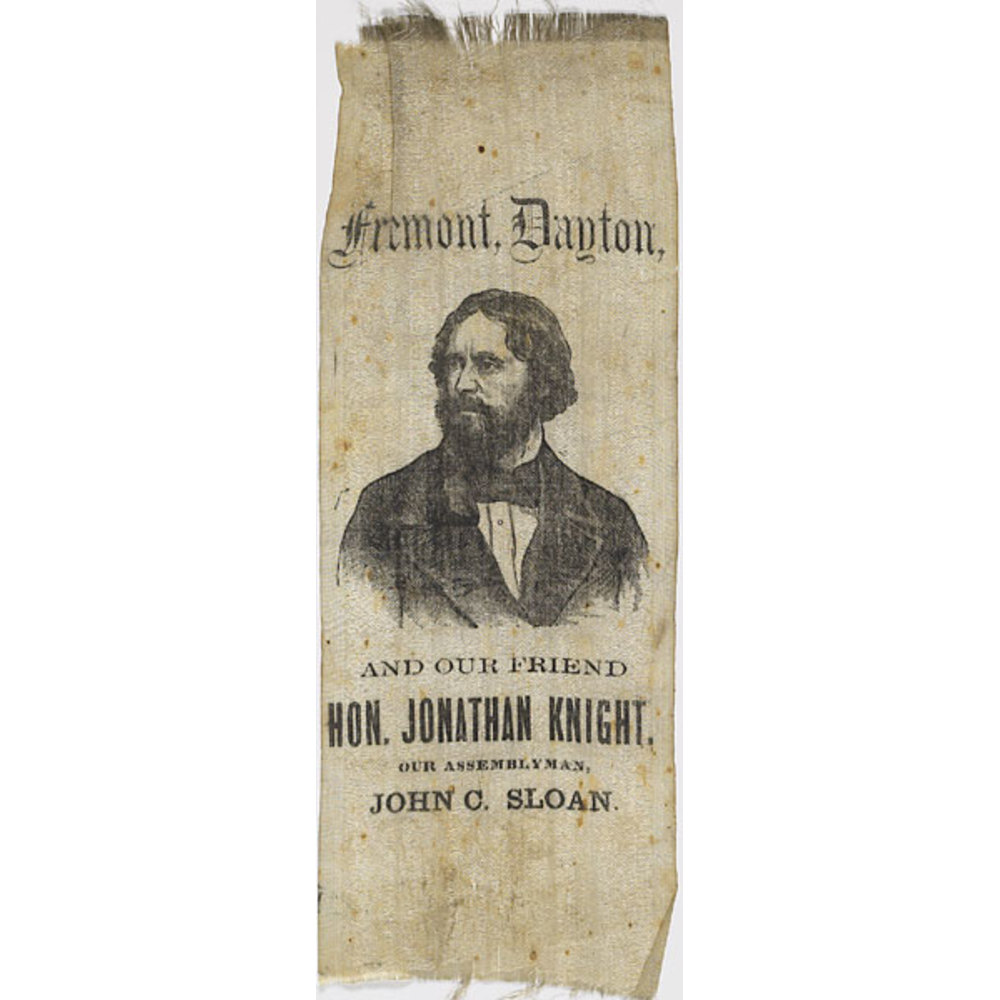 Fremont, Dayton,
AND OUR FRIEND
HON. JONATHAN KNIGHT.
OUR ASSEMBLYMAN,
JOHN C. SLOAN.